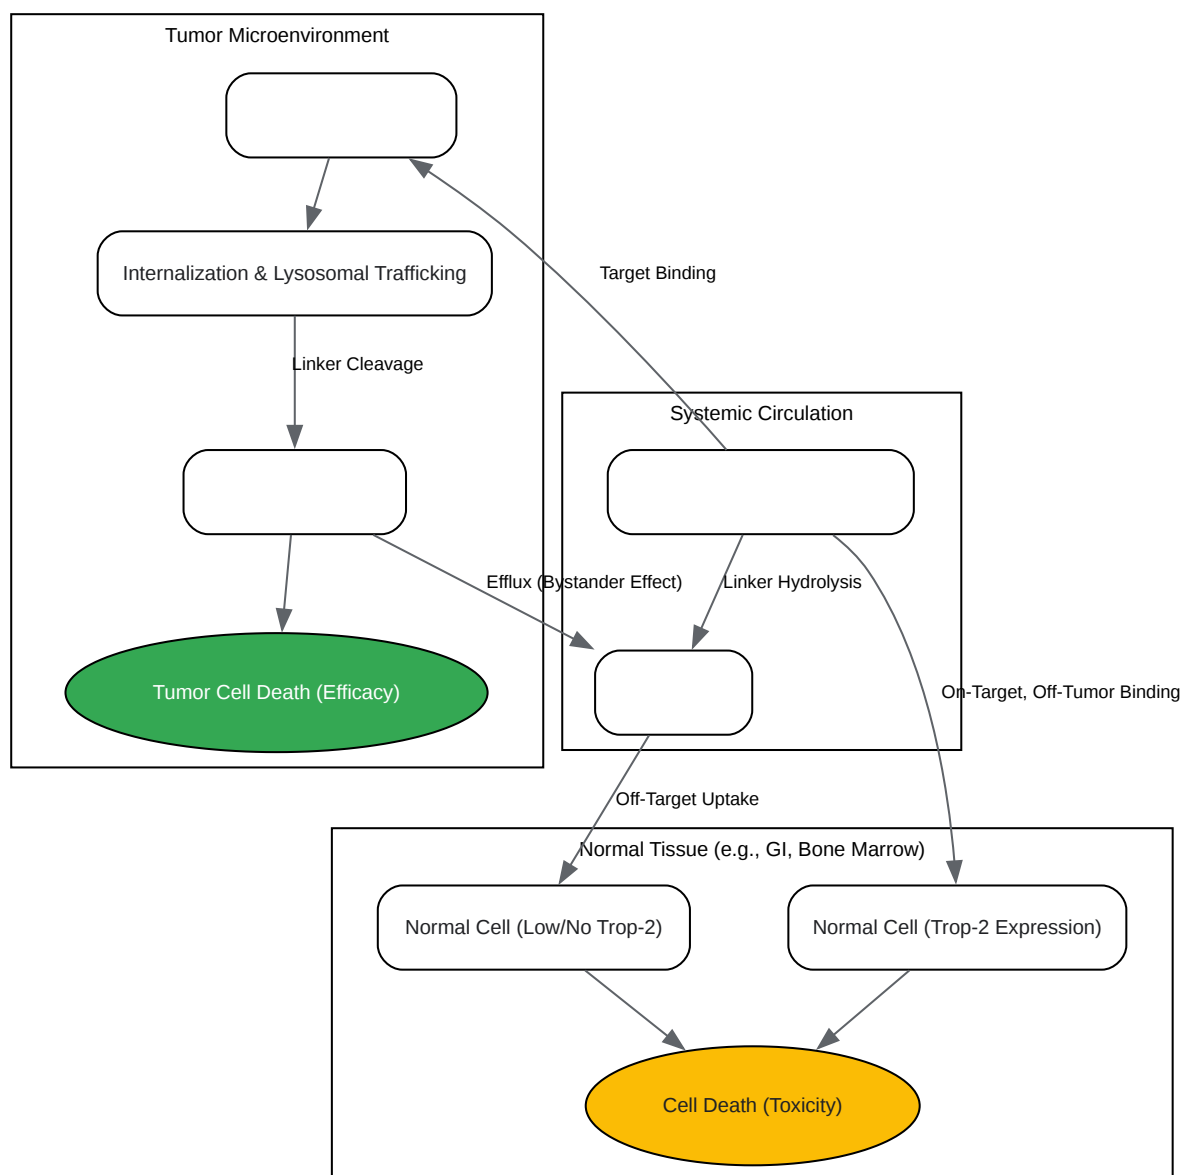 Tumor Microenvironment
Internalization & Lysosomal Trafficking
Target Binding
Linker Cleavage
Systemic Circulation
Efflux (Bystander Effect)
Linker Hydrolysis
Tumor Cell Death (Efficacy)
On-Target, Off-Tumor Binding
Off-Target Uptake
Normal Tissue (e.g., GI, Bone Marrow)
Normal Cell (Low/No Trop-2)
Normal Cell (Trop-2 Expression)
Cell Death (Toxicity)